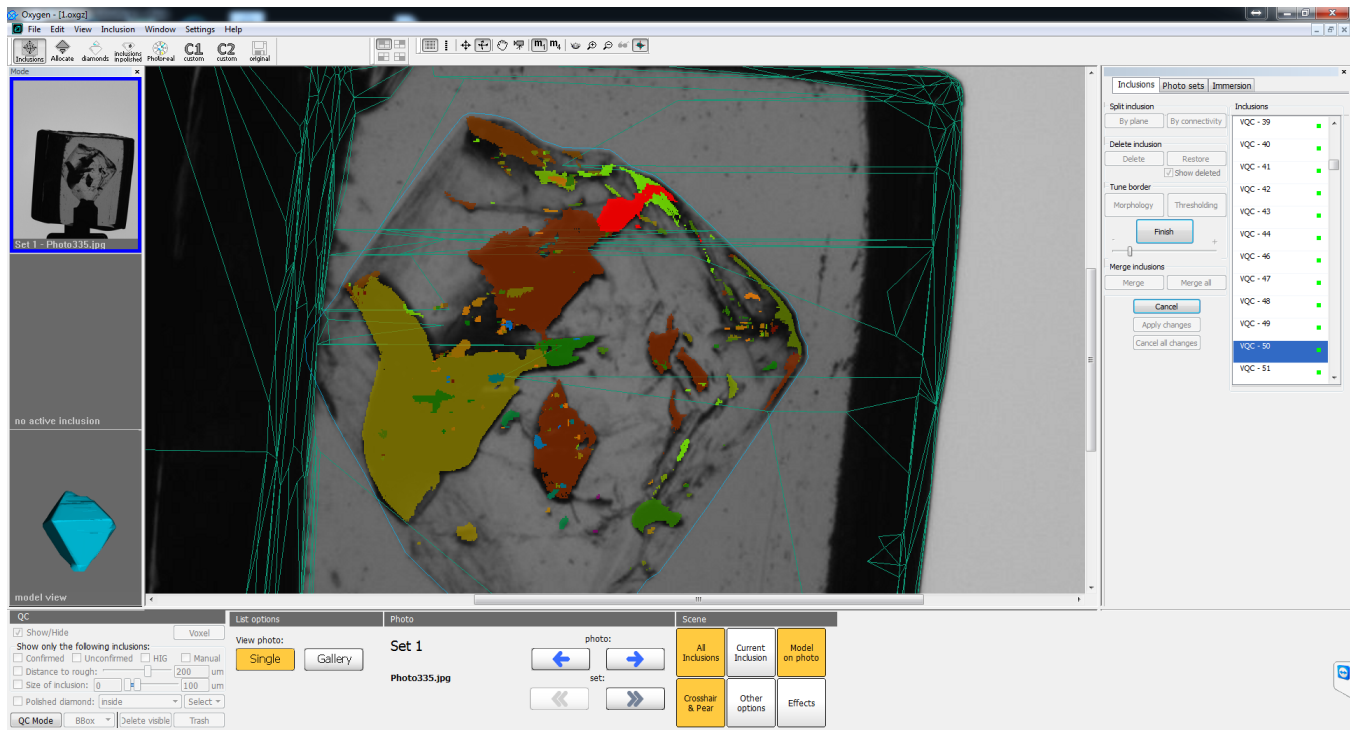 Oxygen - [1.oxgz]
File Edit View Inclusion Window Settings Help
C1 C2
Inclusions Allocate diamonds inclusions in polished Photoreal custom custom original
m1 m4
Mode
Inclusions Photo sets Immersion
Split inclusion
By plane By connectivity
Delete inclusion
Delete Restore
Show deleted
Tune border
Morphology Thresholding
Finish
- +
Merge inclusions
Merge Merge all
Cancel
Apply changes
Cancel all changes
Inclusions
VQC - 39
VQC - 40
VQC - 41
VQC - 42
VQC - 43
VQC - 44
VQC - 46
VQC - 47
VQC - 48
VQC - 49
VQC - 50
VQC - 51
Set 1 - Photo335.jpg
no active inclusion
model view
QC
Show/Hide Voxel
Show only the following inclusions:
Confirmed Unconfirmed HIG Manual
Distance to rough: 200 um
Size of inclusion: 0 100 um
Polished diamond: inside Select
QC Mode BBox Delete visible Trash
List options
View photo:
Single Gallery
Photo
Set 1
photo:
set:
Photo335.jpg
Scene
All Inclusions
Current Inclusion
Model on photo
Crosshair & Pear
Other options
Effects